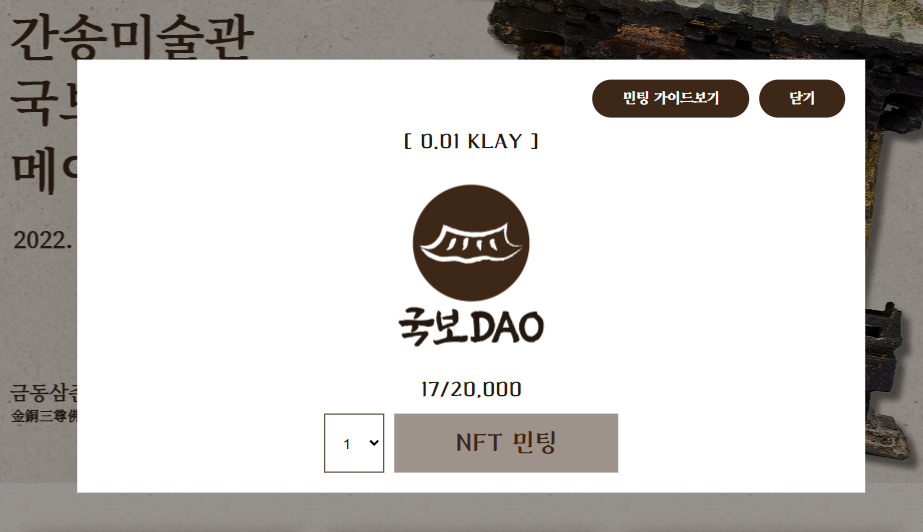 간송미술관
국보
메이
2022.
금동삼존
金銅三尊佛
민팅 가이드보기
닫기
[ 0.01 KLAY ]
국보DAO
17/20,000
1
NFT 민팅